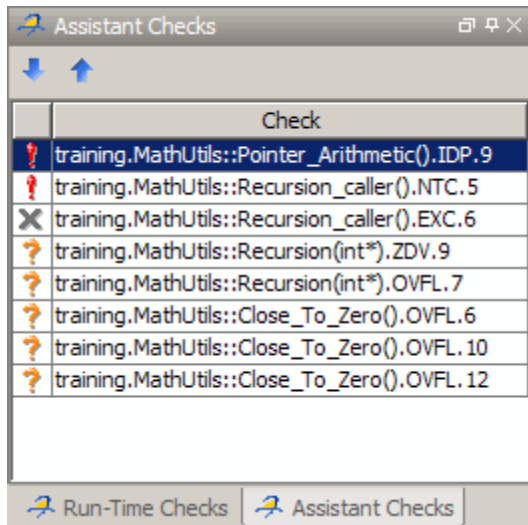 Assistant Checks
Check
training.MathUtils::Pointer_Arithmetic().IDP.9
training.MathUtils::Recursion_caller().NTC.5
training.MathUtils::Recursion_caller().EXC.6
training.MathUtils::Recursion(int*).ZDV.9
training.MathUtils::Recursion(int*).OVFL.7
training.MathUtils::Close_To_Zero().OVFL.6
training.MathUtils::Close_To_Zero().OVFL.10
training.MathUtils::Close_To_Zero().OVFL.12
Run-Time Checks Assistant Checks